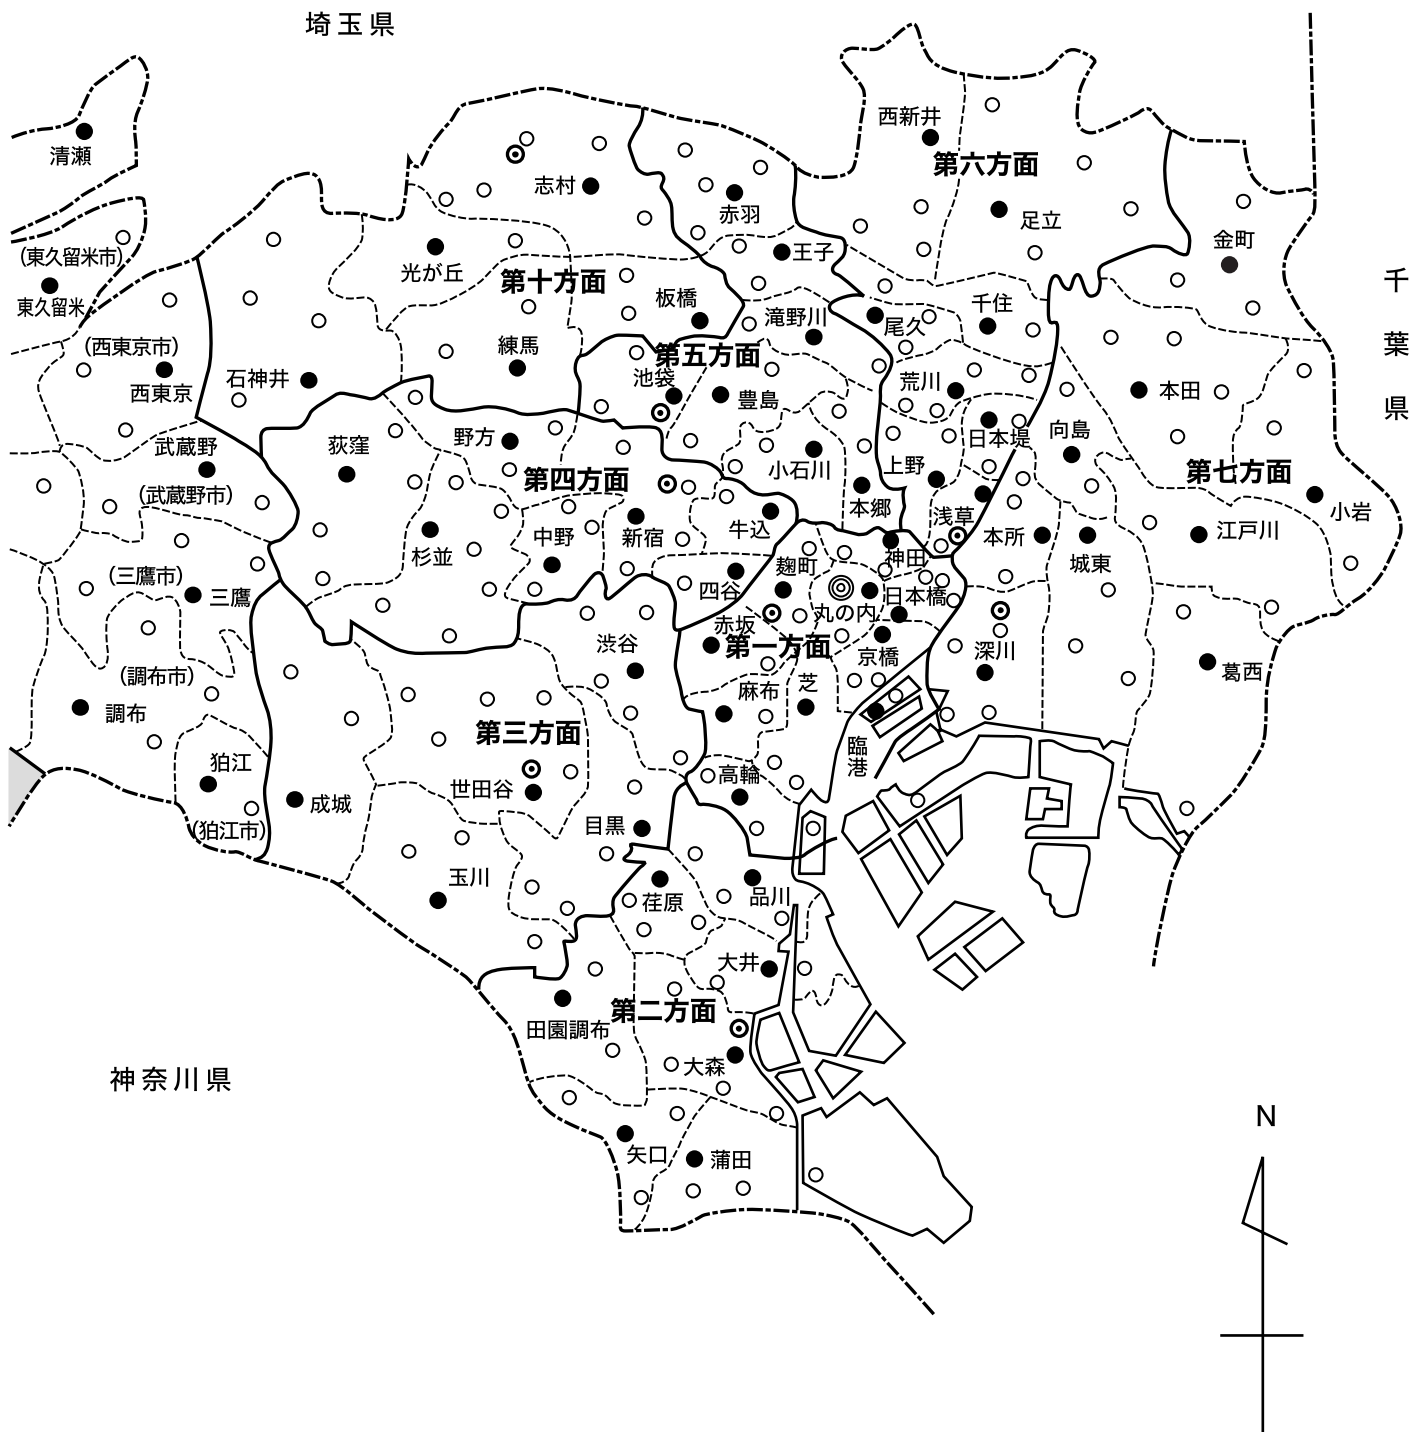 埼玉県
清瀬
(東久留米市)
東久留米
西新井
第六方面
足立
志村
赤羽
王子
金町
千葉県
光が丘
第十方面
板橋
滝野川
尾久
千住
(西東京市)
西東京
練馬
石神井
第五方面
池袋
豊島
荒川
本田
日本堤
向島
武蔵野
(武蔵野市)
荻窪
野方
第四方面
小石川
上野
第七方面
小岩
本郷
浅草
牛込
新宿
中野
杉並
神田
本所
城東
江戸川
麹町
(三鷹市)
三鷹
四谷
丸の内
日本橋
赤坂
第一方面
京橋
深川
葛西
渋谷
(調布市)
調布
麻布
芝
第三方面
臨港
狛江
(狛江市)
成城
世田谷
高輪
目黒
玉川
荏原
品川
大井
第二方面
田園調布
大森
神奈川県
矢口
蒲田
N